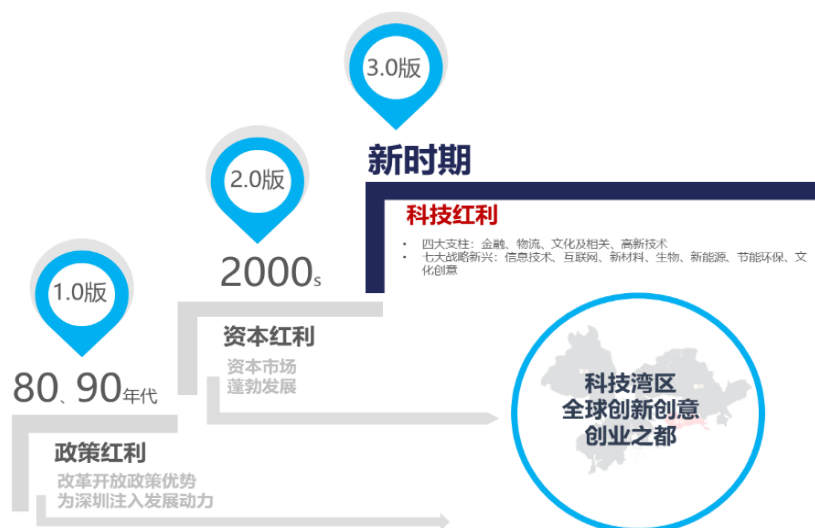 3.0版
新时期
科技红利
• 四大支柱：金融、物流、文化及相关、高新技术
• 七大战略新兴：信息技术、互联网、新材料、生物、新能源、节能环保、文
化创意
2.0版
2000s
资本红利
资本市场
蓬勃发展
1.0版
80、90年代
政策红利
改革开放政策优势
为深圳注入发展动力
科技湾区
全球创新创意
创业之都